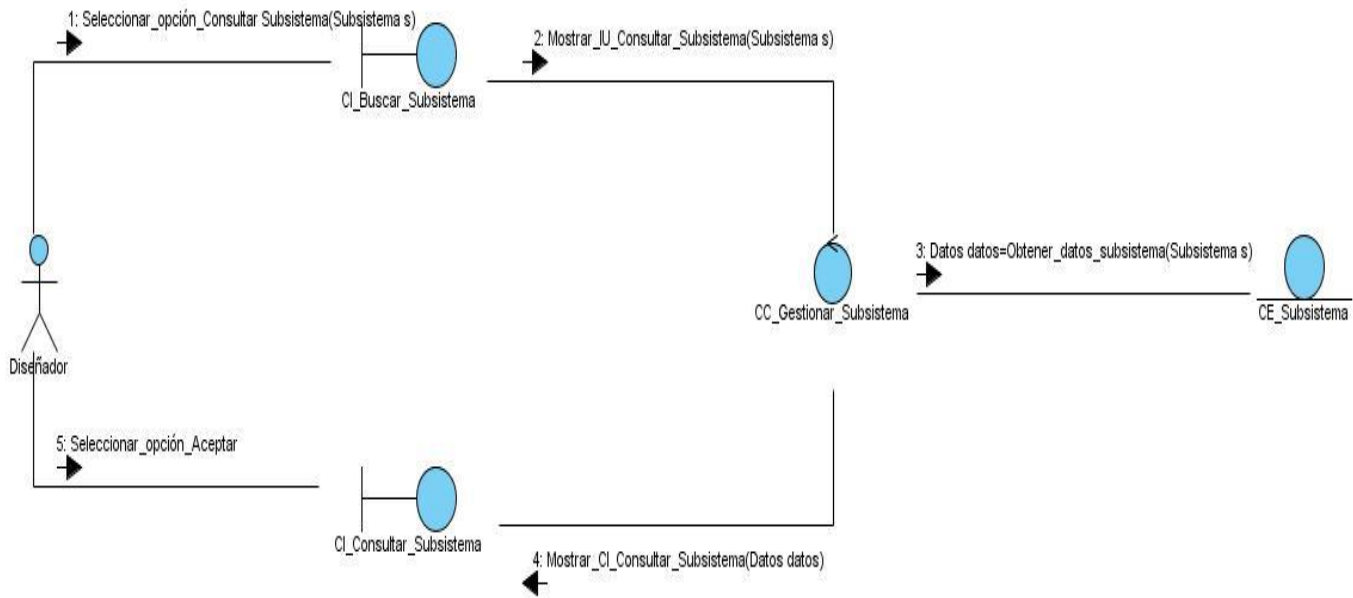 1: Seleccionar_opción_Consultar Subsistema(Subsistema s)
2: Mostrar_IU_Consultar_Subsistema(Subsistema s)
CI_Buscar_Subsistema
3: Datos datos=Obtener_datos_subsistema(Subsistema s)
CC_Gestionar_Subsistema
CE_Subsistema
Diseñador
5: Seleccionar_opción_Aceptar
CI_Consultar_Subsistema
4: Mostrar_CI_Consultar_Subsistema(Datos datos)